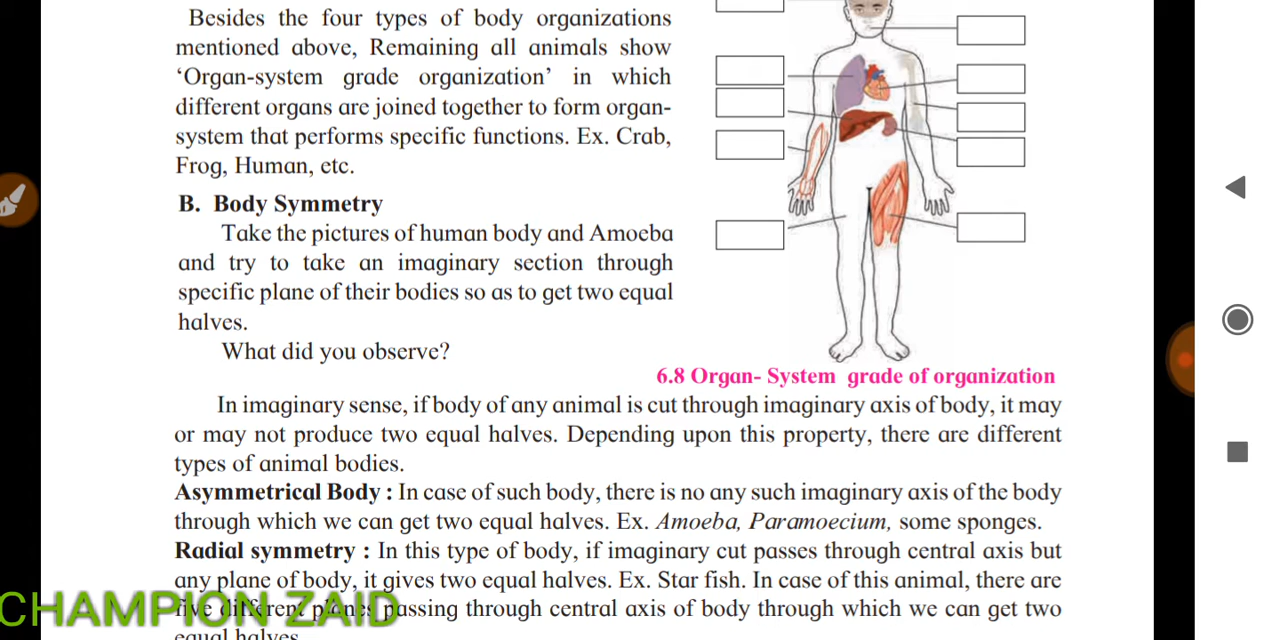 Besides the four types of body organizations
mentioned above, Remaining all animals show
‘Organ-system grade organization’ in which
different organs are joined together to form organ-
system that performs specific functions. Ex. Crab,
Frog, Human, etc.
B. Body Symmetry
Take the pictures of human body and Amoeba
and try to take an imaginary section through
specific plane of their bodies so as to get two equal
halves.
What did you observe?
6.8 Organ- System grade of organization
In imaginary sense, if body of any animal is cut through imaginary axis of body, it may
or may not produce two equal halves. Depending upon this property, there are different
types of animal bodies.
Asymmetrical Body : In case of such body, there is no any such imaginary axis of the body
through which we can get two equal halves. Ex. Amoeba, Paramoecium, some sponges.
Radial symmetry : In this type of body, if imaginary cut passes through central axis but
any plane of body, it gives two equal halves. Ex. Star fish. In case of this animal, there are
five different planes passing through central axis of body through which we can get two
equal halves
CHAMPION ZAID